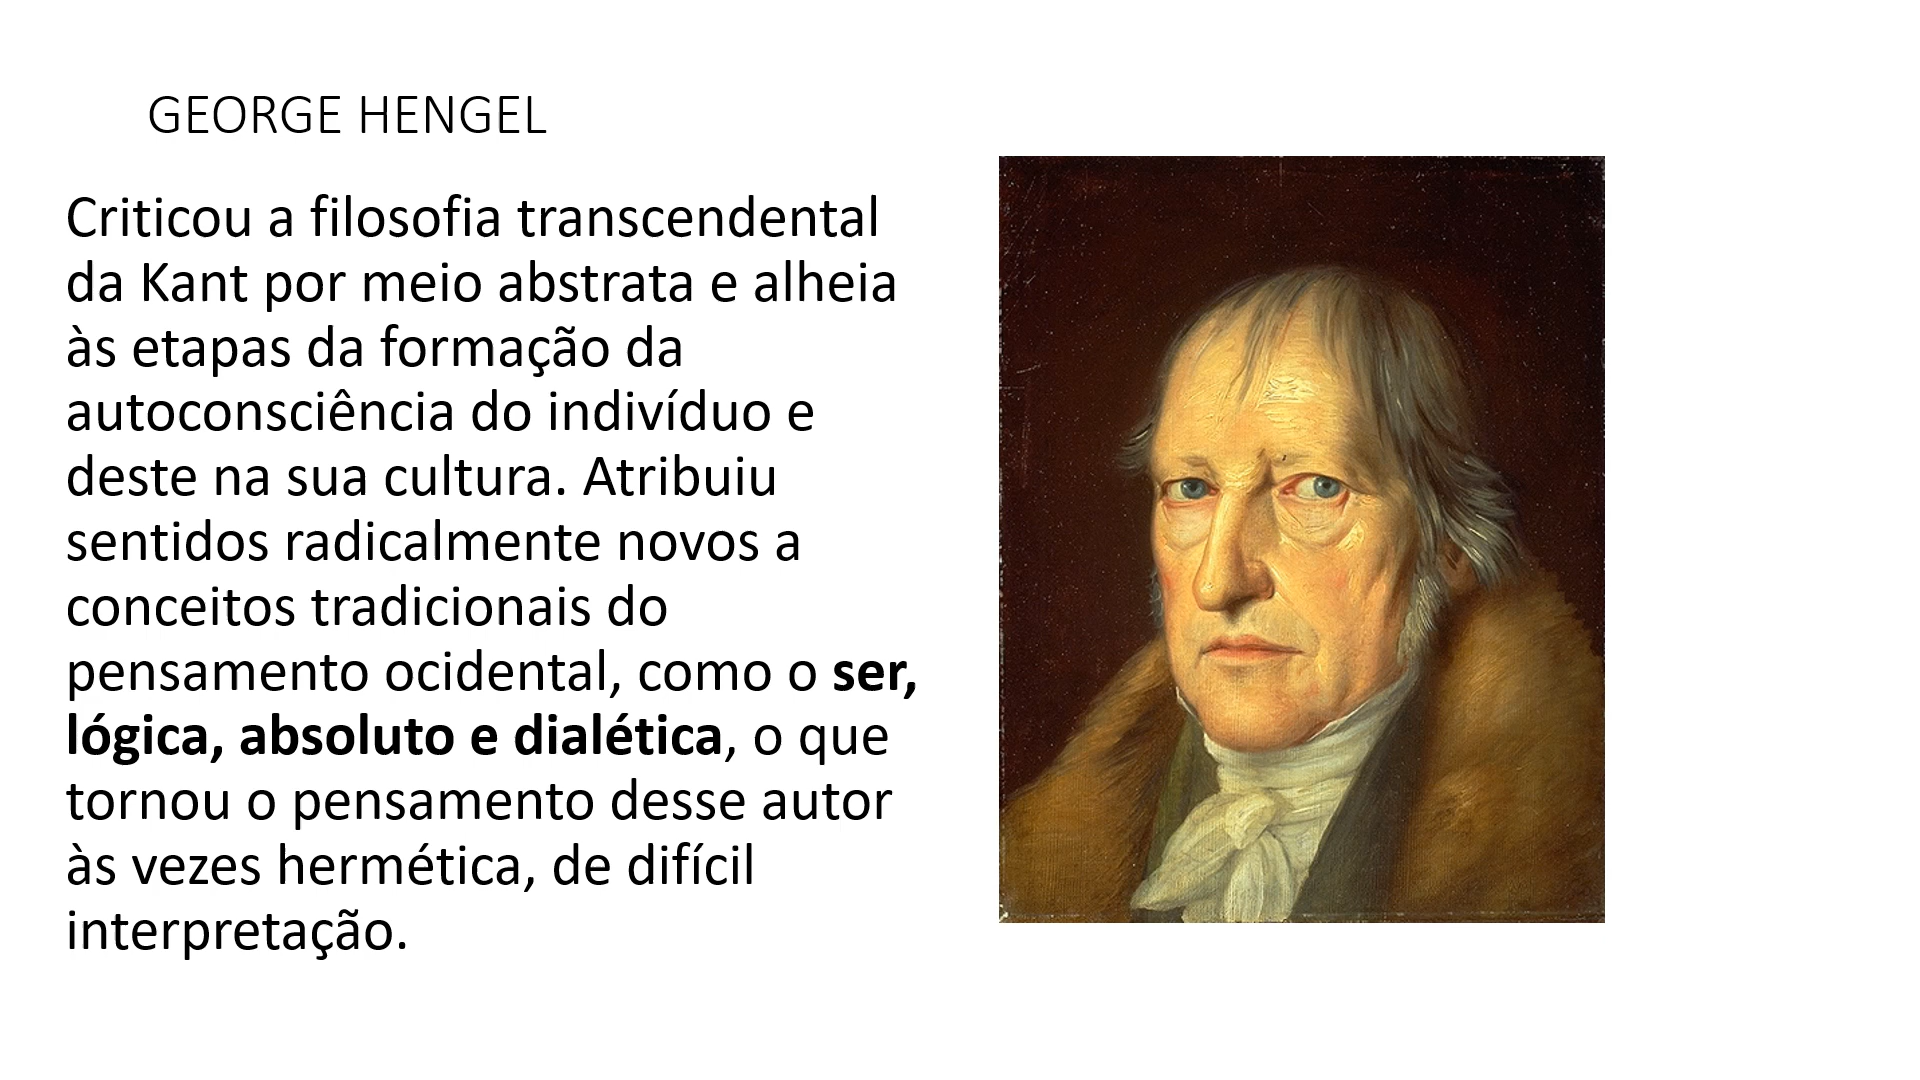 GEORGE HENGEL
Criticou a filosofia transcendental
da Kant por meio abstrata e alheia
às etapas da formação da
autoconsciência do indivíduo e
deste na sua cultura. Atribuiu
sentidos radicalmente novos a
conceitos tradicionais do
pensamento ocidental, como o ser,
lógica, absoluto e dialética, o que
tornou o pensamento desse autor
às vezes hermética, de difícil
interpretação.